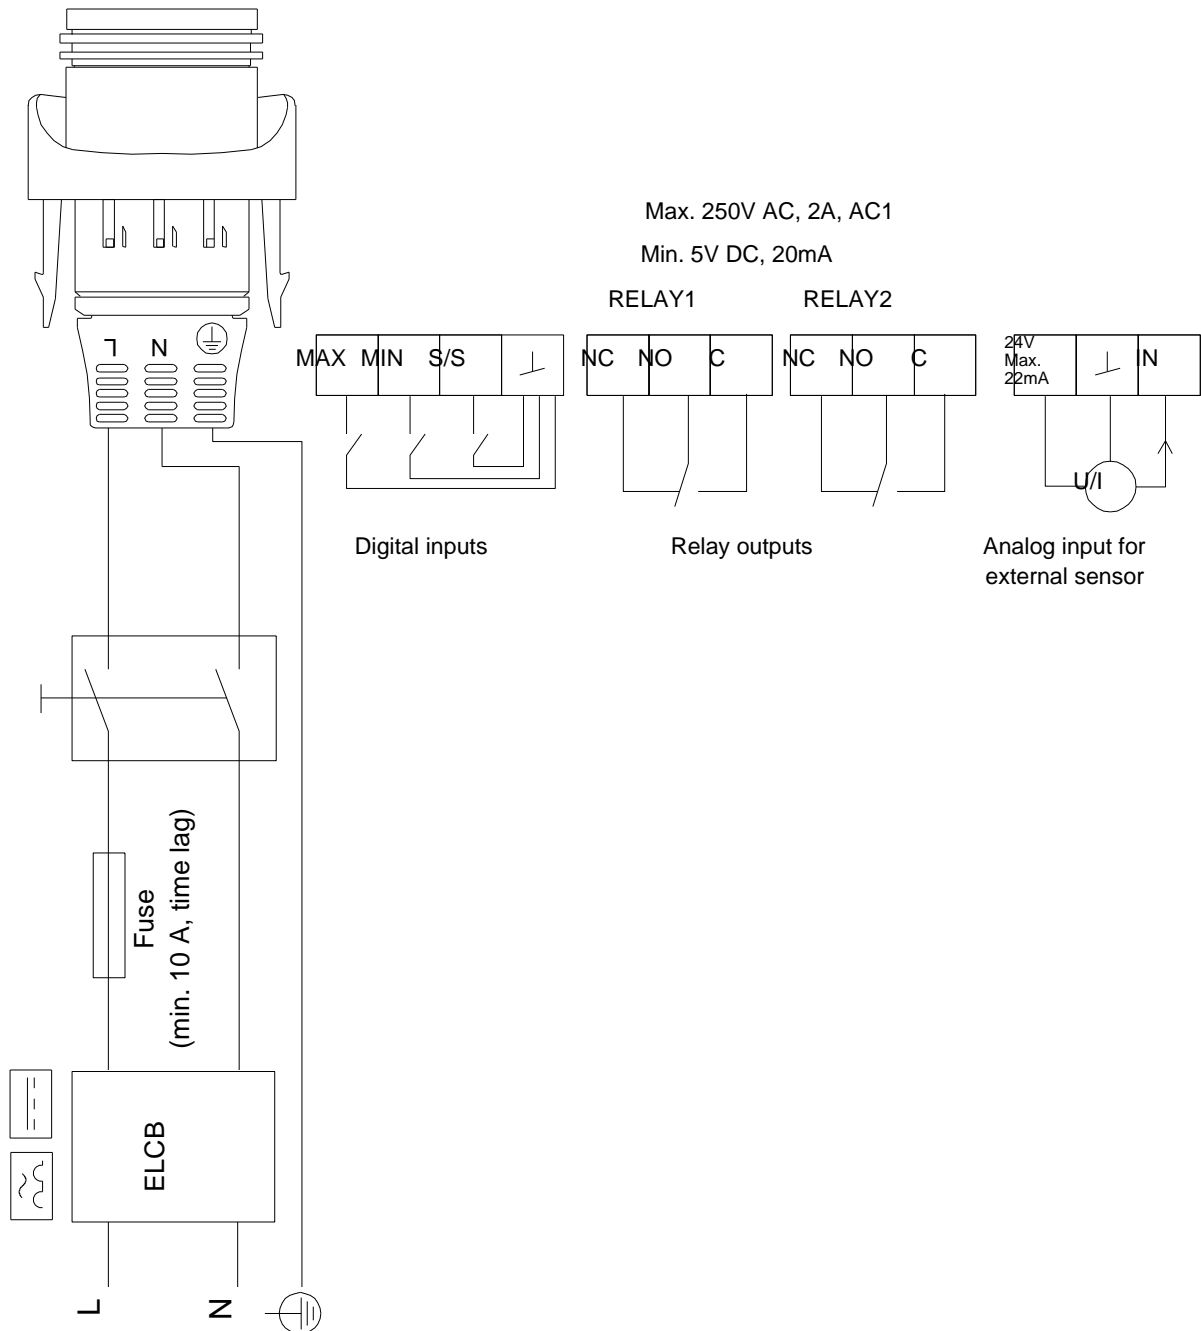 Max. 250V AC, 2A, AC1
Min. 5V DC, 20mA
RELAY1
RELAY2
L N
MAX MIN S/S
NC NO C
NC NO C
24V
Max.
22mA
IN
U/I
Digital inputs
Relay outputs
Analog input for
external sensor
Fuse
(min. 10 A, time lag)
ELCB
L
N